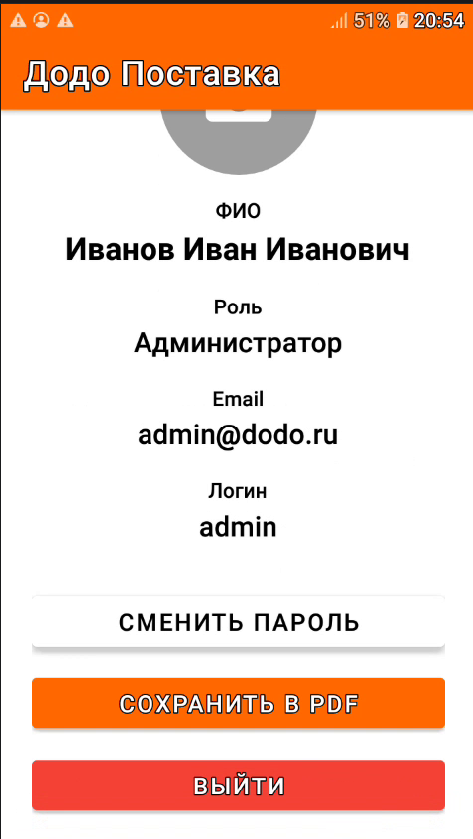 51% 20:54
Додо Поставка
ФИО
Иванов Иван Иванович
Роль
Администратор
Email
admin@dodo.ru
Логин
admin
СМЕНИТЬ ПАРОЛЬ
СОХРАНИТЬ В PDF
ВЫЙТИ